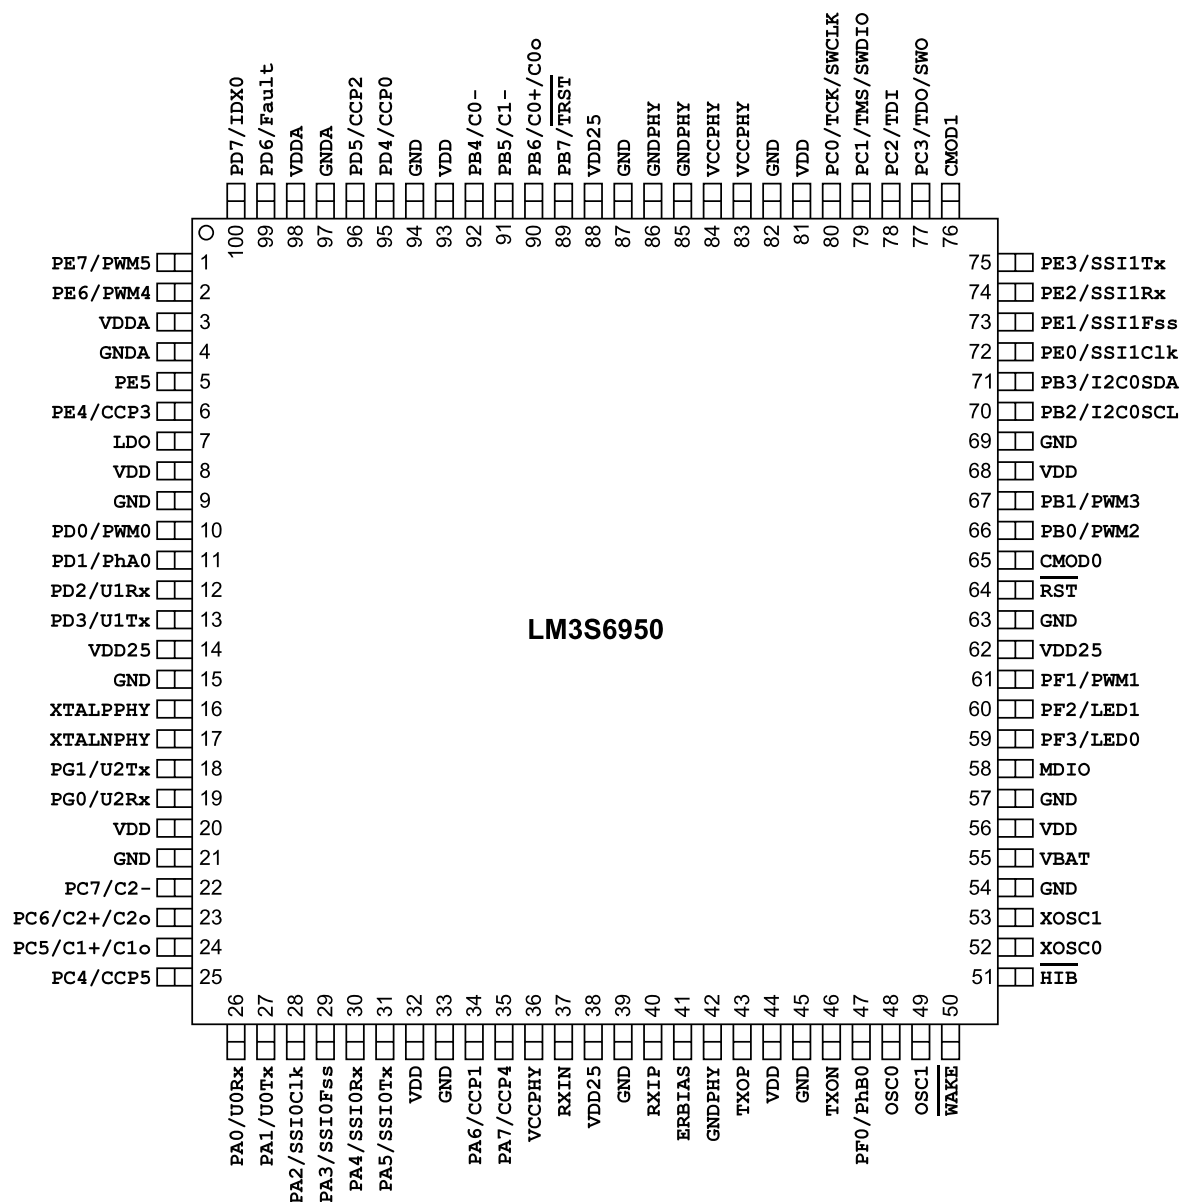 PD7/IDX0
PD6/Fault
VDDA
GNDA
PD5/CCP2
PD4/CCP0
GND
VDD
PB4/C0-
PB5/C1-
PB6/C0+/C0o
PB7/TRST
VDD25
GND
GNDPHY
GNDPHY
VCCPHY
VCCPHY
GND
VDD
PC0/TCK/SWCLK
PC1/TMS/SWDIO
PC2/TDI
PC3/TDO/SWO
CMOD1
100
99
98
97
96
95
94
93
92
91
90
89
88
87
86
85
84
83
82
81
80
79
78
77
76
PE7/PWM5 1
PE6/PWM4 2
VDDA 3
GNDA 4
PE5 5
PE4/CCP3 6
LDO 7
VDD 8
GND 9
PD0/PWM0 10
PD1/PhA0 11
PD2/U1Rx 12
PD3/U1Tx 13
VDD25 14
GND 15
XTALPPHY 16
XTALNPHY 17
PG1/U2Tx 18
PG0/U2Rx 19
VDD 20
GND 21
PC7/C2- 22
PC6/C2+/C2o 23
PC5/C1+/C1o 24
PC4/CCP5 25
LM3S6950
75 PE3/SSI1Tx
74 PE2/SSI1Rx
73 PE1/SSI1Fss
72 PE0/SSI1Clk
71 PB3/I2C0SDA
70 PB2/I2C0SCL
69 GND
68 VDD
67 PB1/PWM3
66 PB0/PWM2
65 CMOD0
64 RST
63 GND
62 VDD25
61 PF1/PWM1
60 PF2/LED1
59 PF3/LED0
58 MDIO
57 GND
56 VDD
55 VBAT
54 GND
53 XOSC1
52 XOSC0
51 HIB
26
27
28
29
30
31
32
33
34
35
36
37
38
39
40
41
42
43
44
45
46
47
48
49
50
PA0/U0Rx
PA1/U0Tx
PA2/SSI0Clk
PA3/SSI0Fss
PA4/SSI0Rx
PA5/SSI0Tx
VDD
GND
PA6/CCP1
PA7/CCP4
VCCPHY
RXIN
VDD25
GND
RXIP
ERBIAS
GNDPHY
TXOP
VDD
GND
TXON
PF0/PhB0
OSC0
OSC1
WAKE